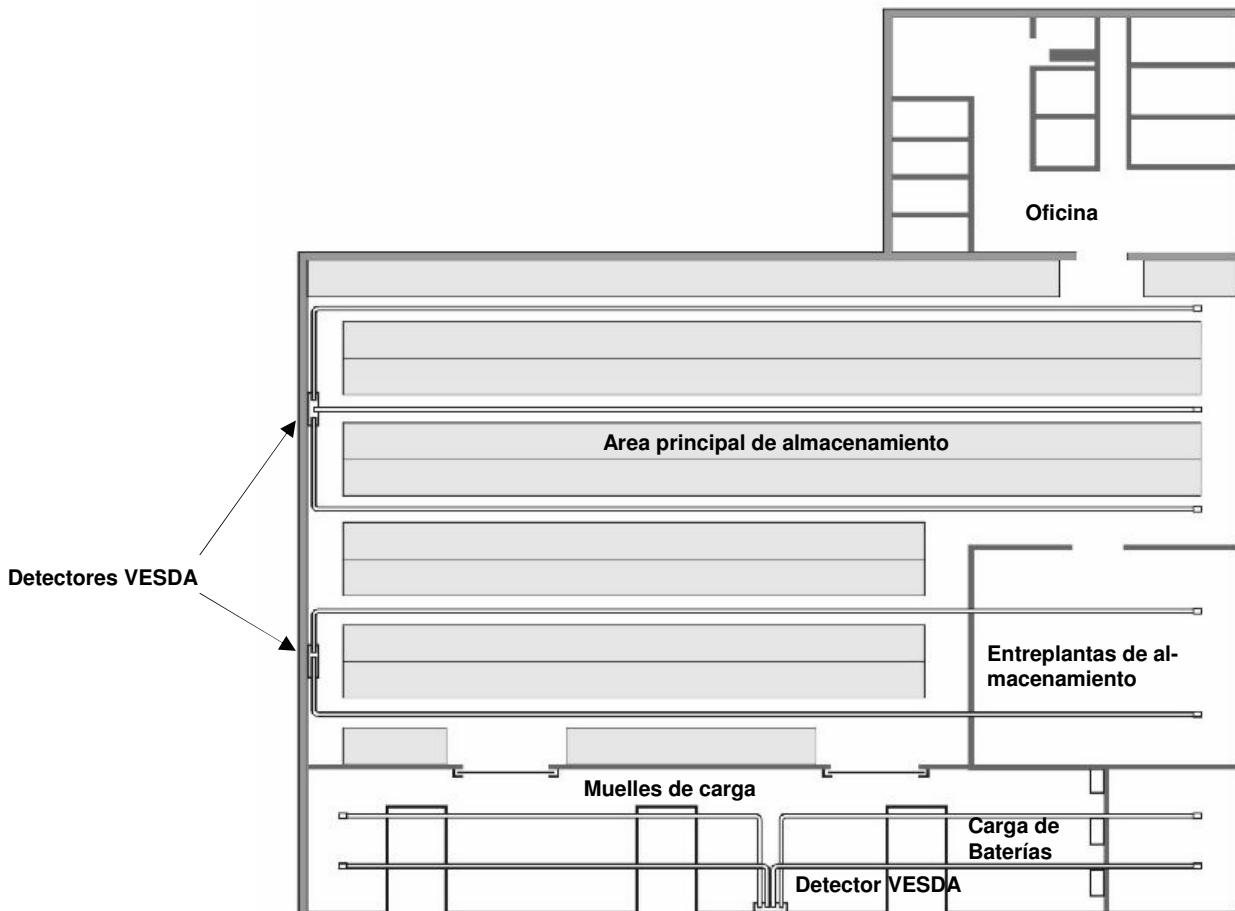 Oficina
Area principal de almacenamiento
Detectores VESDA
Entreplantas de al-
macenamiento
Muelles de carga
Carga de
Baterías
Detector VESDA